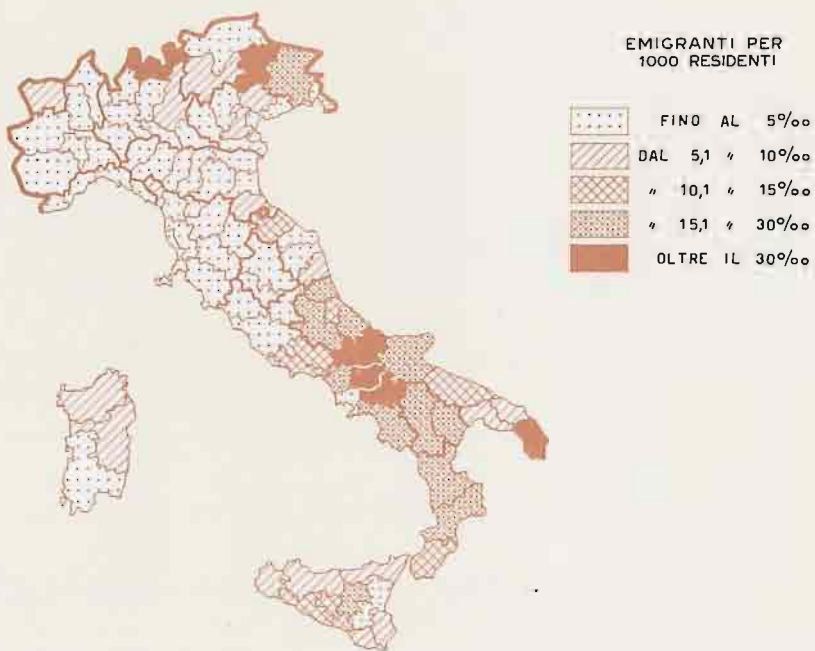 EMIGRANTI PER
1000 RESIDENTI
FINO AL 5‰
DAL 5,1 " 10‰
" 10,1 " 15‰
" 15,1 " 30‰
OLTRE IL 30‰